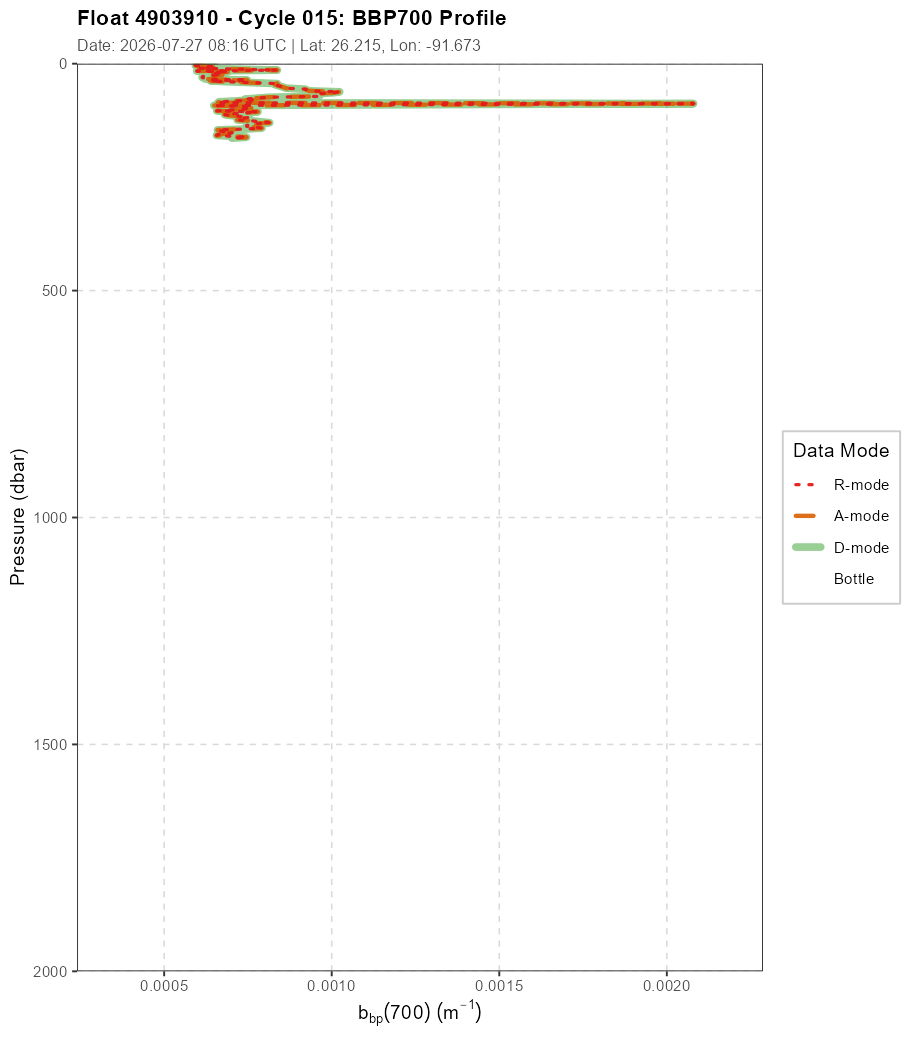 Float 4903910 - Cycle 015: BBP700 Profile
Date: 2026-07-27 08:16 UTC | Lat: 26.215, Lon: -91.673
0
500
1000
1500
2000
Pressure (dbar)
0.0005
0.0010
0.0015
0.0020
b_bp(700) (m⁻¹)
Data Mode
R-mode
A-mode
D-mode
Bottle